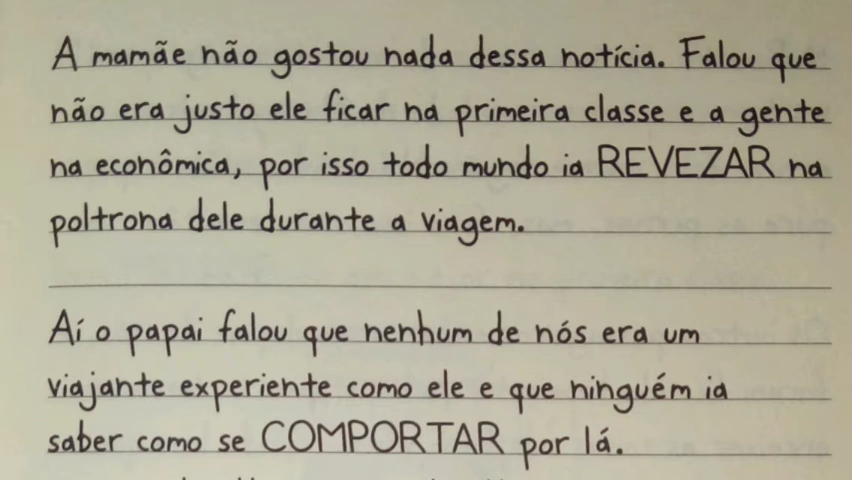 A mamãe não gostou nada dessa notícia. Falou que
não era justo ele ficar na primeira classe e a gente
na econômica, por isso todo mundo ia REVEZAR na
poltrona dele durante a viagem.
Aí o papai falou que nenhum de nós era um
viajante experiente como ele e que ninguém ia
saber como se COMPORTAR por lá.